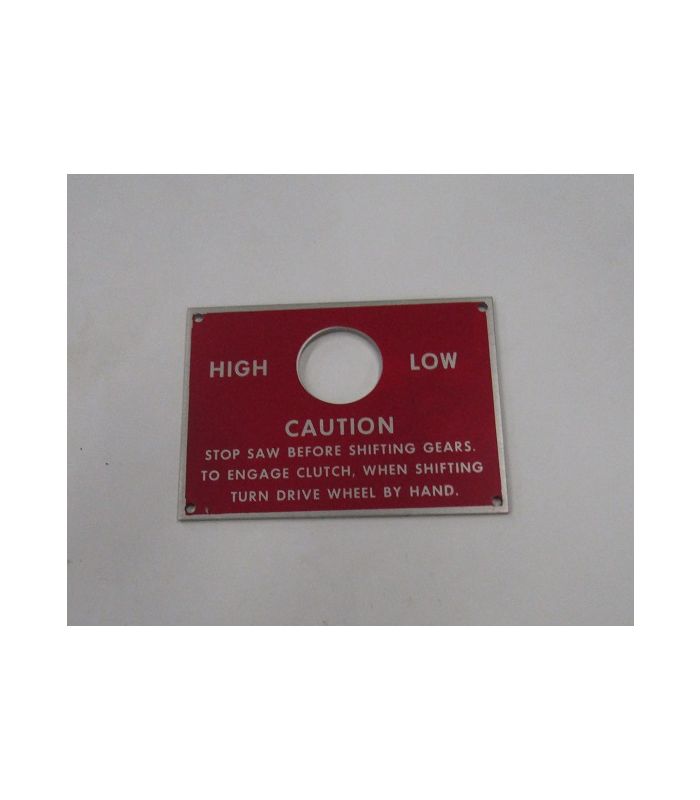 HIGH LOW
CAUTION
STOP SAW BEFORE SHIFTING GEARS.
TO ENGAGE CLUTCH, WHEN SHIFTING
TURN DRIVE WHEEL BY HAND.